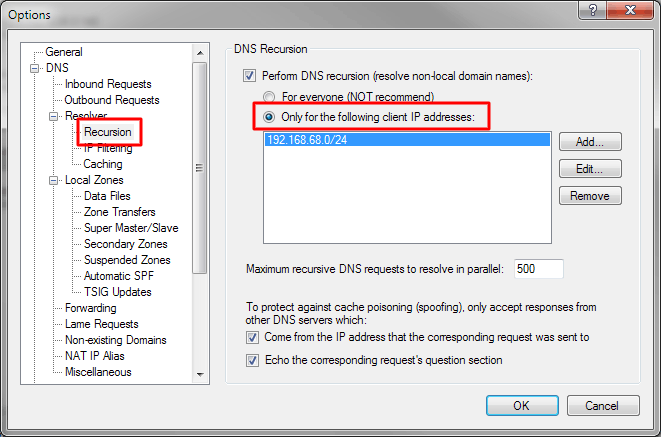 Options
General
DNS
Inbound Requests
Outbound Requests
Resolver
Recursion
IP Filtering
Caching
Local Zones
Data Files
Zone Transfers
Super Master/Slave
Secondary Zones
Suspended Zones
Automatic SPF
TSIG Updates
Forwarding
Lame Requests
Non-existing Domains
NAT IP Alias
Miscellaneous
DNS Recursion
Perform DNS recursion (resolve non-local domain names):
For everyone (NOT recommend)
Only for the following client IP addresses:
192.168.68.0/24
Add...
Edit...
Remove
Maximum recursive DNS requests to resolve in parallel: 500
To protect against cache poisoning (spoofing), only accept responses from
other DNS servers which:
Come from the IP address that the corresponding request was sent to
Echo the corresponding request's question section
OK
Cancel